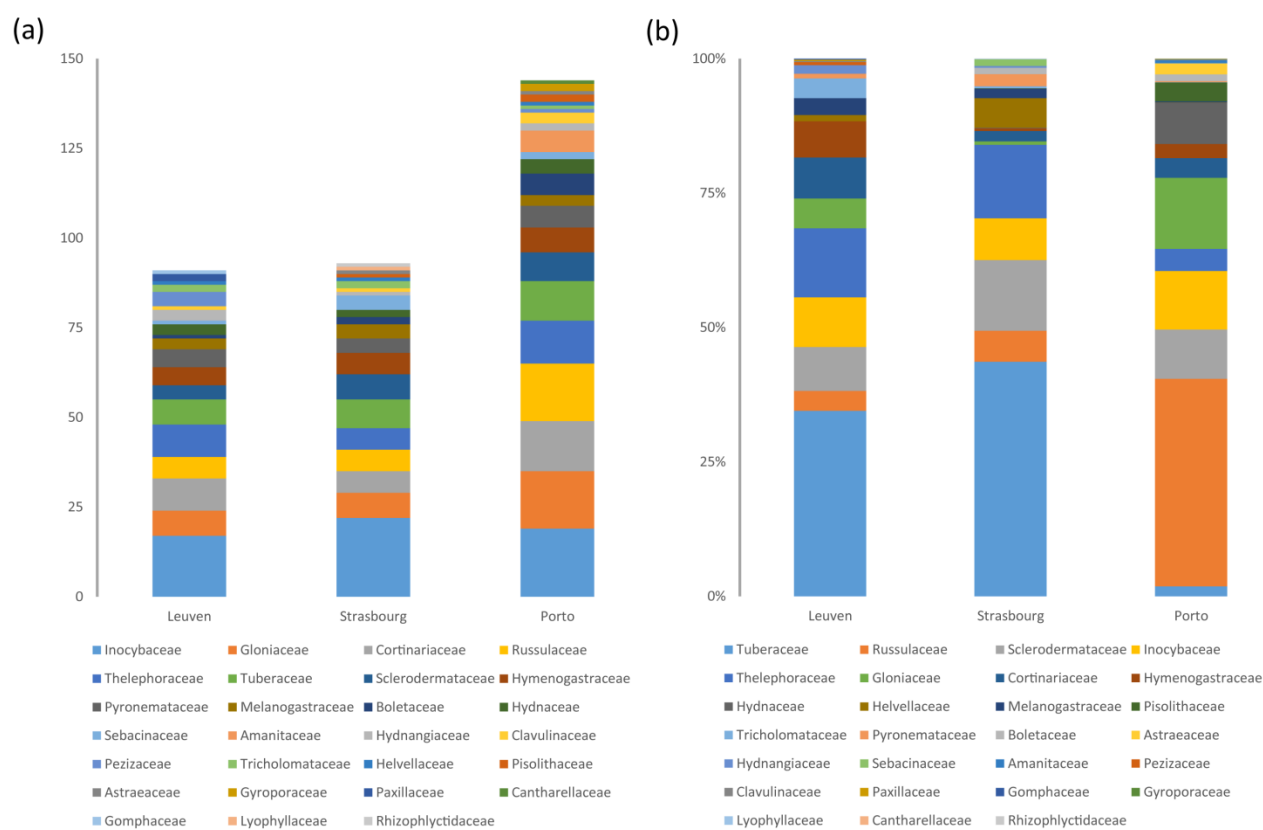 (a)
150
125
100
75
50
25
0
Leuven Strasbourg Porto
Inocybaceae Gloniaceae Cortinariaceae Russulaceae
Thelephoraceae Tuberaceae Sclerodermataceae Hymenogastraceae
Pyronemataceae Melanogastraceae Boletaceae Hydnaceae
Sebacinaceae Amanitaceae Hydnangiaceae Clavulinaceae
Pezizaceae Tricholomataceae Helvellaceae Pisolithaceae
Astraeaceae Gyroporaceae Paxillaceae Cantharellaceae
Gomphaceae Lyophyllaceae Rhizophlyctidaceae
(b)
100%
75%
50%
25%
0%
Leuven Strasbourg Porto
Tuberaceae Russulaceae Sclerodermataceae Inocybaceae
Thelephoraceae Gloniaceae Cortinariaceae Hymenogastraceae
Hydnaceae Helvellaceae Melanogastraceae Pisolithaceae
Tricholomataceae Pyronemataceae Boletaceae Astraeaceae
Hydnangiaceae Sebacinaceae Amanitaceae Pezizaceae
Clavulinaceae Paxillaceae Gomphaceae Gyroporaceae
Lyophyllaceae Cantharellaceae Rhizophlyctidaceae